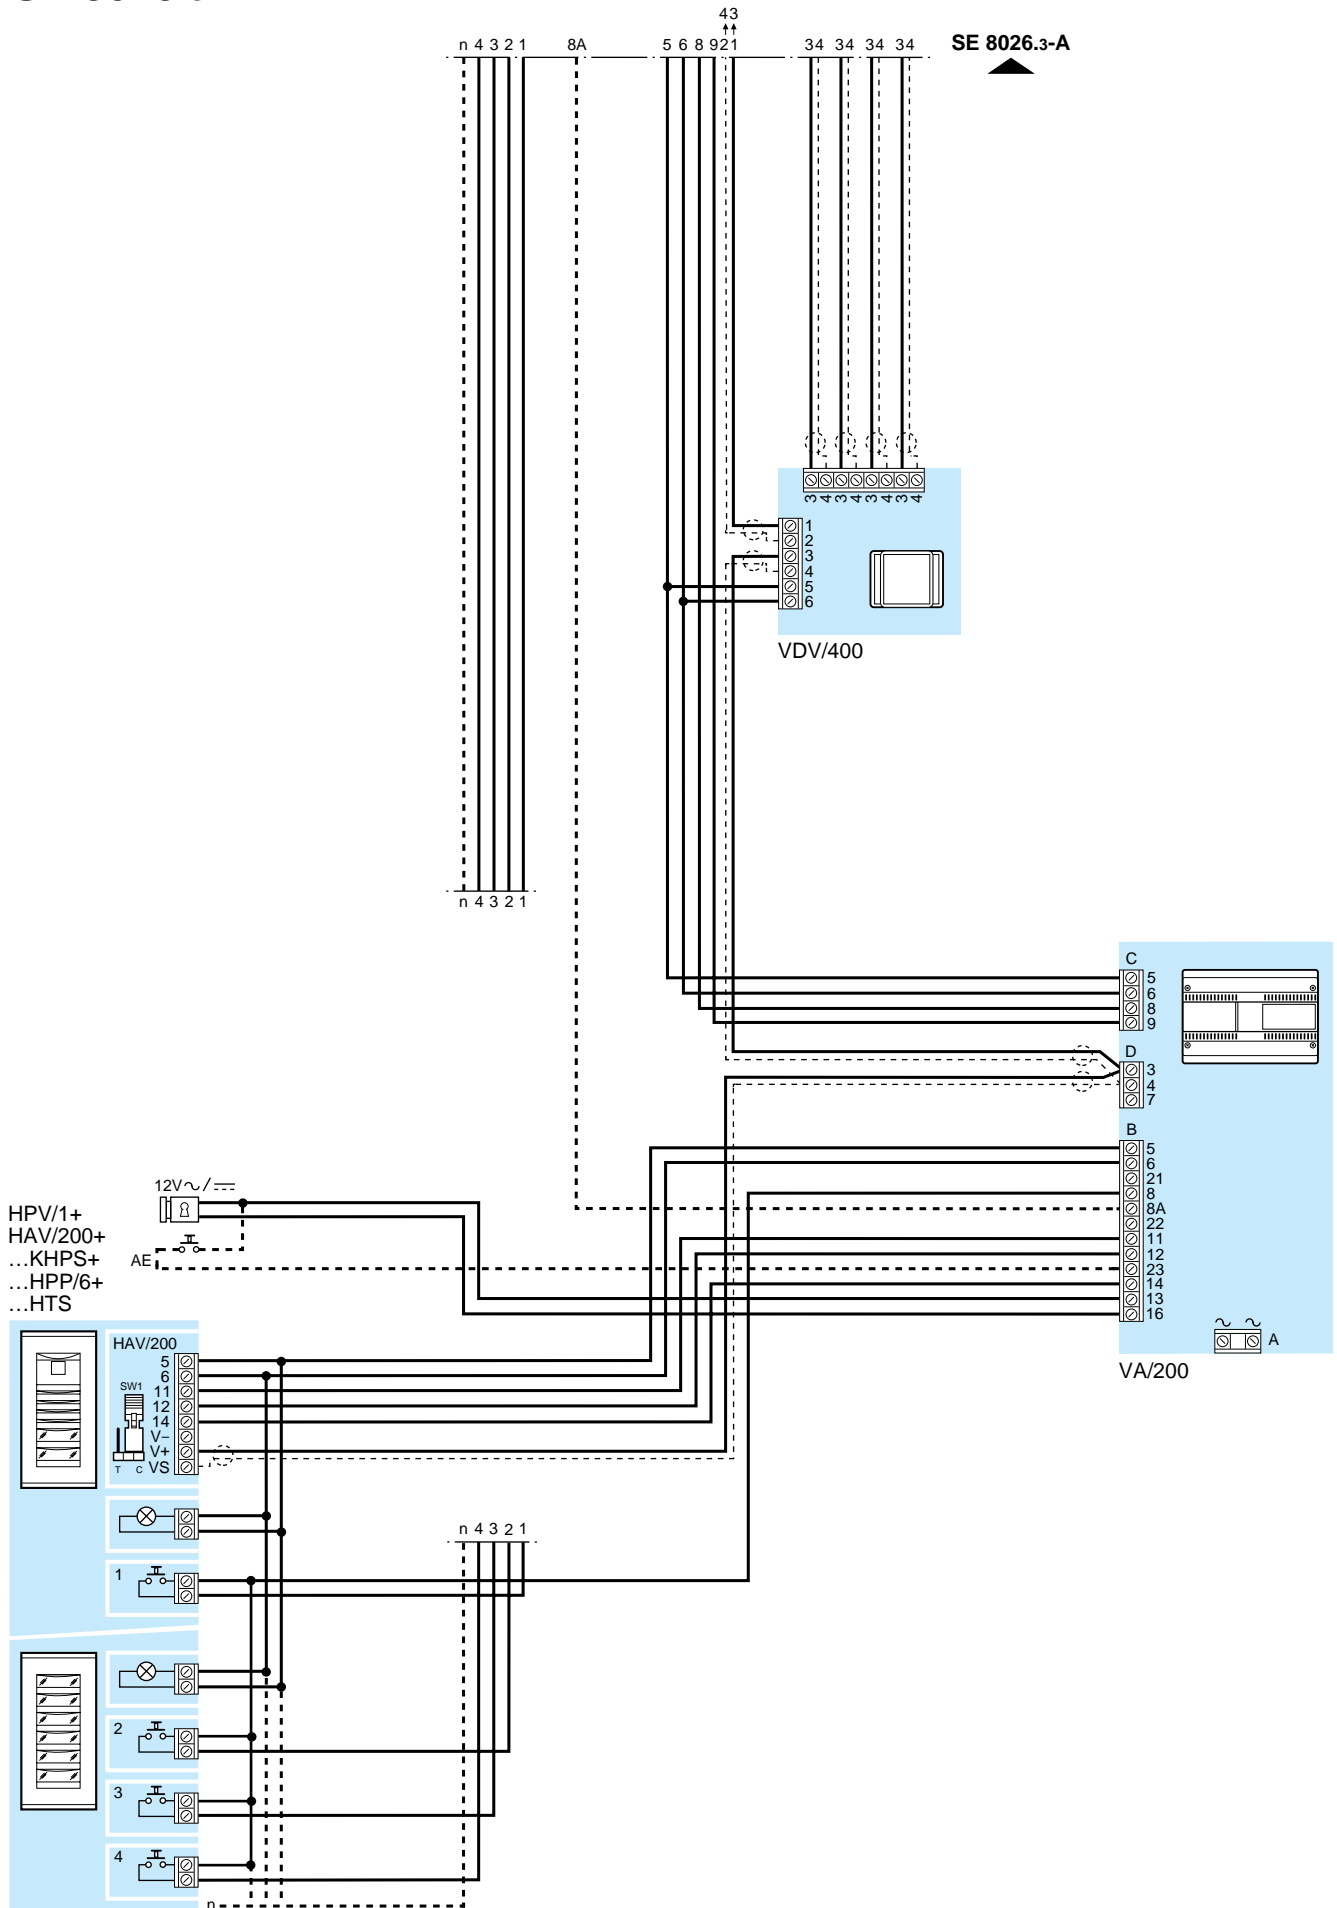 43
n 4 3 2 1 8A 5 6 8 9 2 1 34 34 34 34 SE 8026.3-A
3 4 3 4 3 4 3 4
1
2
3
4
5
6
VDV/400
n 4 3 2 1
C
5
6
8
9
D
3
4
7
B
5
6
21
8
8A
22
11
12
23
14
13
16
A
VA/200
12V
AE
HPV/1+
HAV/200+
...KHPS+
...HPP/6+
...HTS
HAV/200
5
6
11
12
14
V–
V+
VS
SW1
T C
n 4 3 2 1
1
2
3
4
n